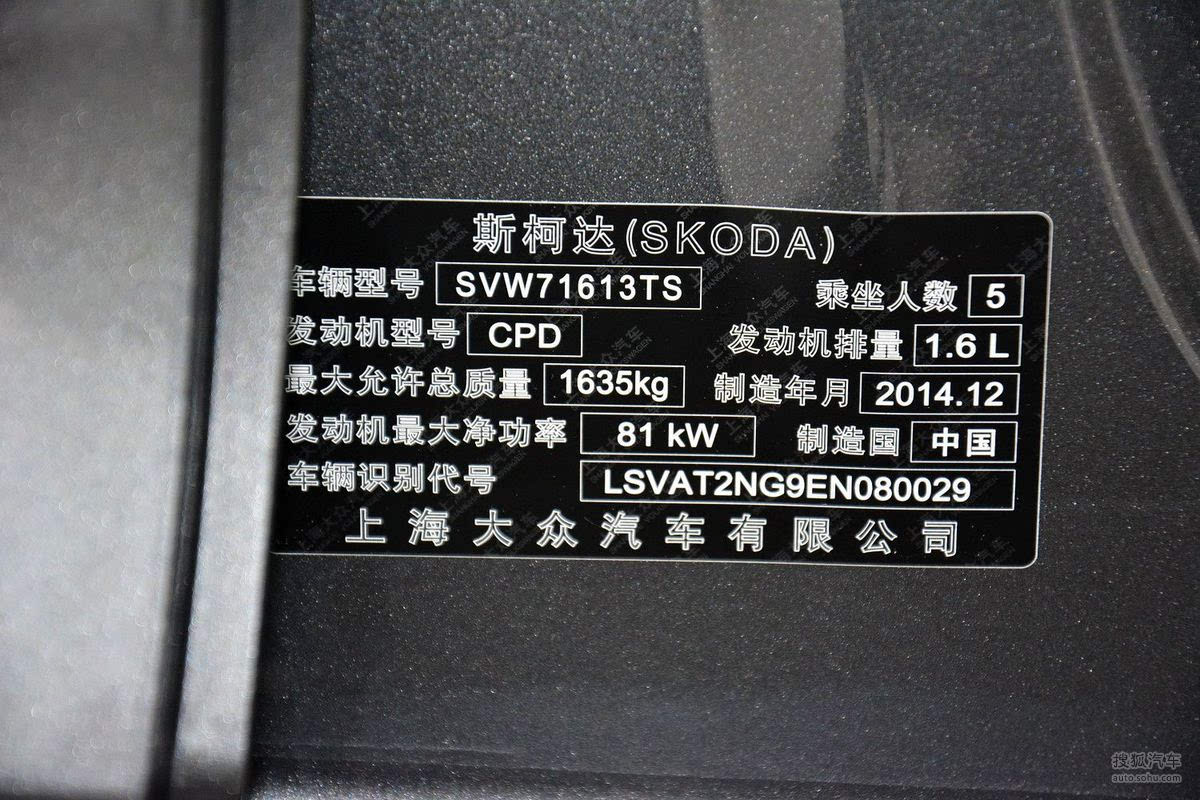 斯柯达(SKODA)
车辆型号 SVW71613TS 乘坐人数 5
发动机型号 CPD 发动机排量 1.6 L
最大允许总质量 1635kg 制造年月 2014.12
发动机最大净功率 81 kW 制造国 中国
车辆识别代号 LSVAT2NG9EN080029
上海大众汽车有限公司
搜狐汽车
auto.sohu.com